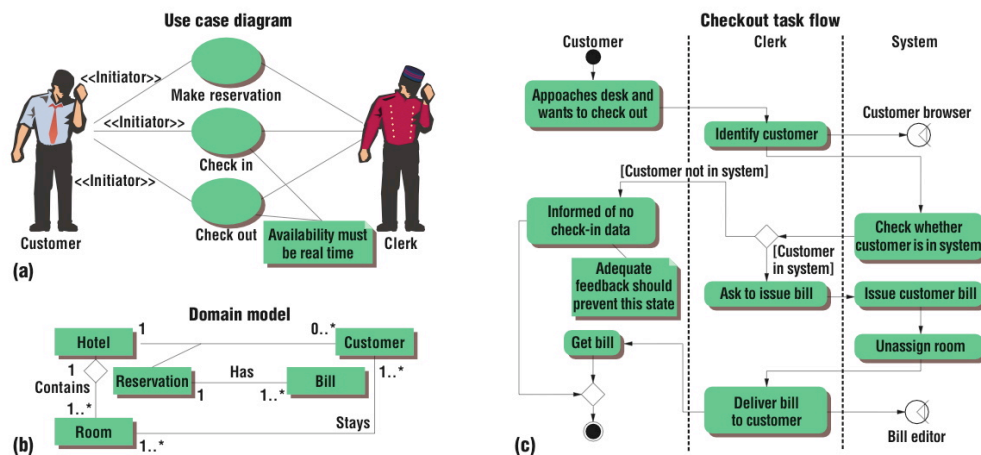 Use case diagram
<<Initiator>>
Make reservation
<<Initiator>>
Check in
<<Initiator>>
Check out
Customer
Clerk
Availability must
be real time
(a)
Domain model
Hotel
1
0..*
Customer
1
Contains
1..*
Reservation
1
Has
1..*
Bill
1..*
Stays
Room
1..*
(b)
Checkout task flow
Customer
Clerk
System
Appoaches desk and
wants to check out
Identify customer
Customer browser
[Customer not in system]
Informed of no
check-in data
Check whether
customer is in system
[Customer
in system]
Adequate
feedback should
prevent this state
Ask to issue bill
Issue customer bill
Get bill
Unassign room
Deliver bill
to customer
Bill editor
(c)